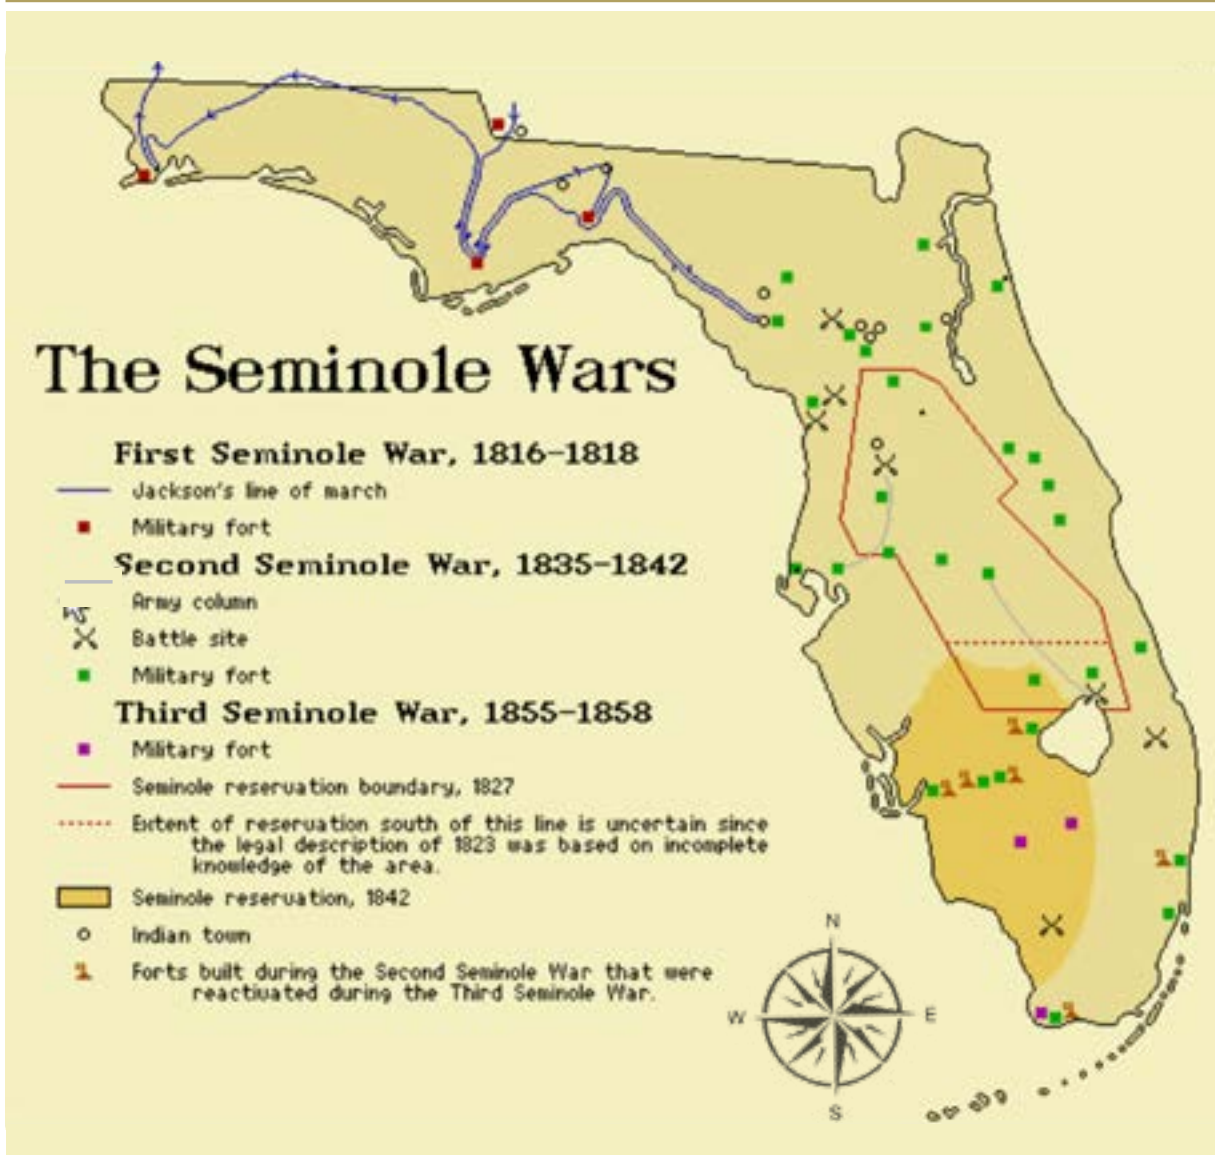 The Seminole Wars
First Seminole War, 1816–1818
Jackson's line of march
Military fort
Second Seminole War, 1835–1842
Army column
Battle site
Military fort
Third Seminole War, 1855–1858
Military fort
Seminole reservation boundary, 1827
Extent of reservation south of this line is uncertain since
the legal description of 1823 was based on incomplete
knowledge of the area.
Seminole reservation, 1842
Indian town
Forts built during the Second Seminole War that were
reactivated during the Third Seminole War.
N
W
E
S